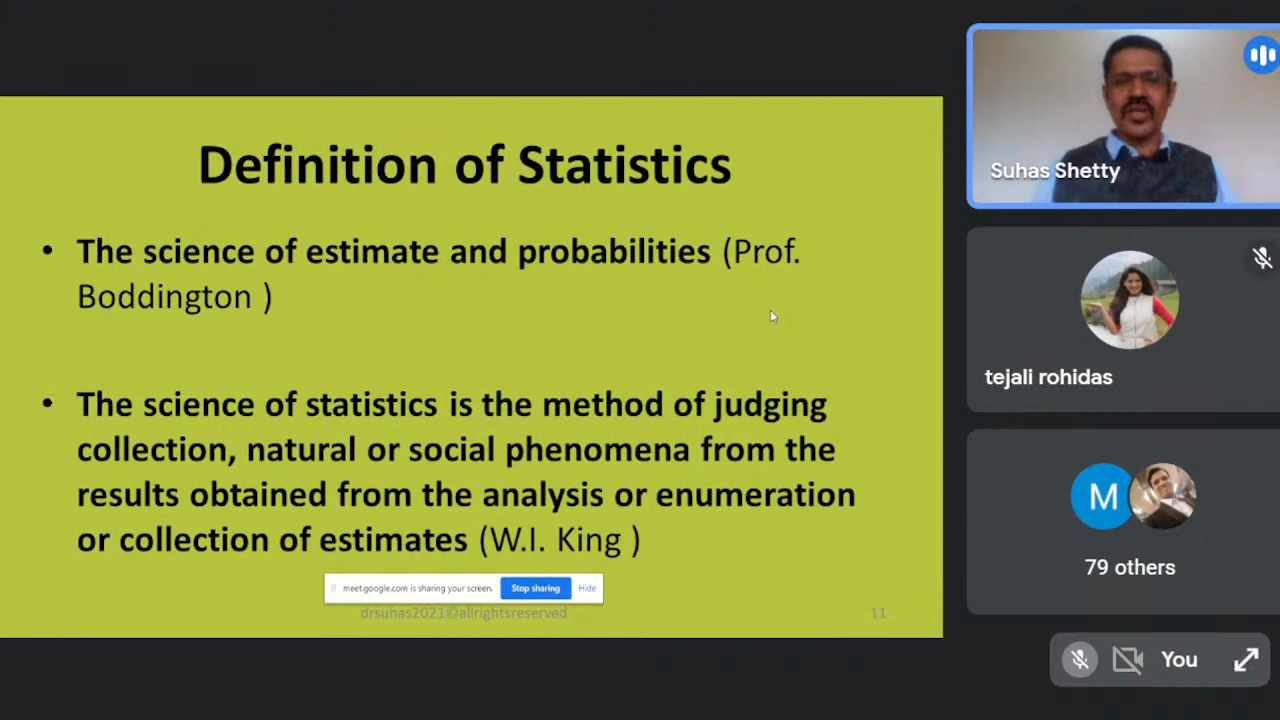 Definition of Statistics
• The science of estimate and probabilities (Prof.
Boddington )
• The science of statistics is the method of judging
collection, natural or social phenomena from the
results obtained from the analysis or enumeration
or collection of estimates (W.I. King )
meet.google.com is sharing your screen.
Stop sharing
Hide
drsuhas2021©allrightsreserved
11
Suhas Shetty
tejali rohidas
M
79 others
You